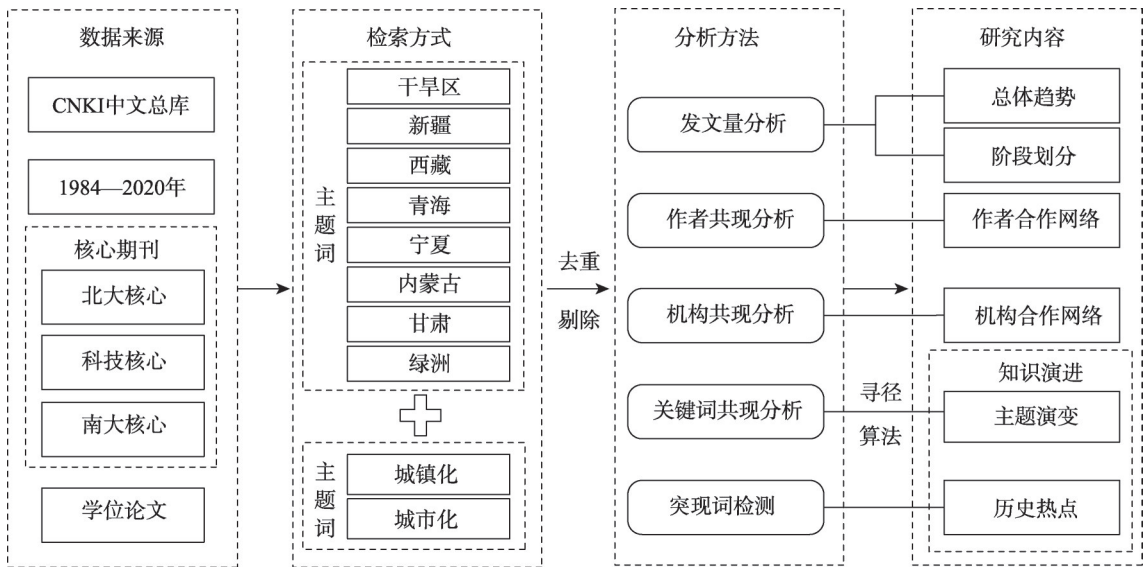 数据来源
CNKI中文总库
1984—2020年
核心期刊
北大核心
科技核心
南大核心
学位论文
检索方式
主题词
干旱区
新疆
西藏
青海
宁夏
内蒙古
甘肃
绿洲
主题词
城镇化
城市化
去重
剔除
分析方法
发文量分析
作者共现分析
机构共现分析
关键词共现分析
突现词检测
寻径
算法
研究内容
总体趋势
阶段划分
作者合作网络
机构合作网络
知识演进
主题演变
历史热点